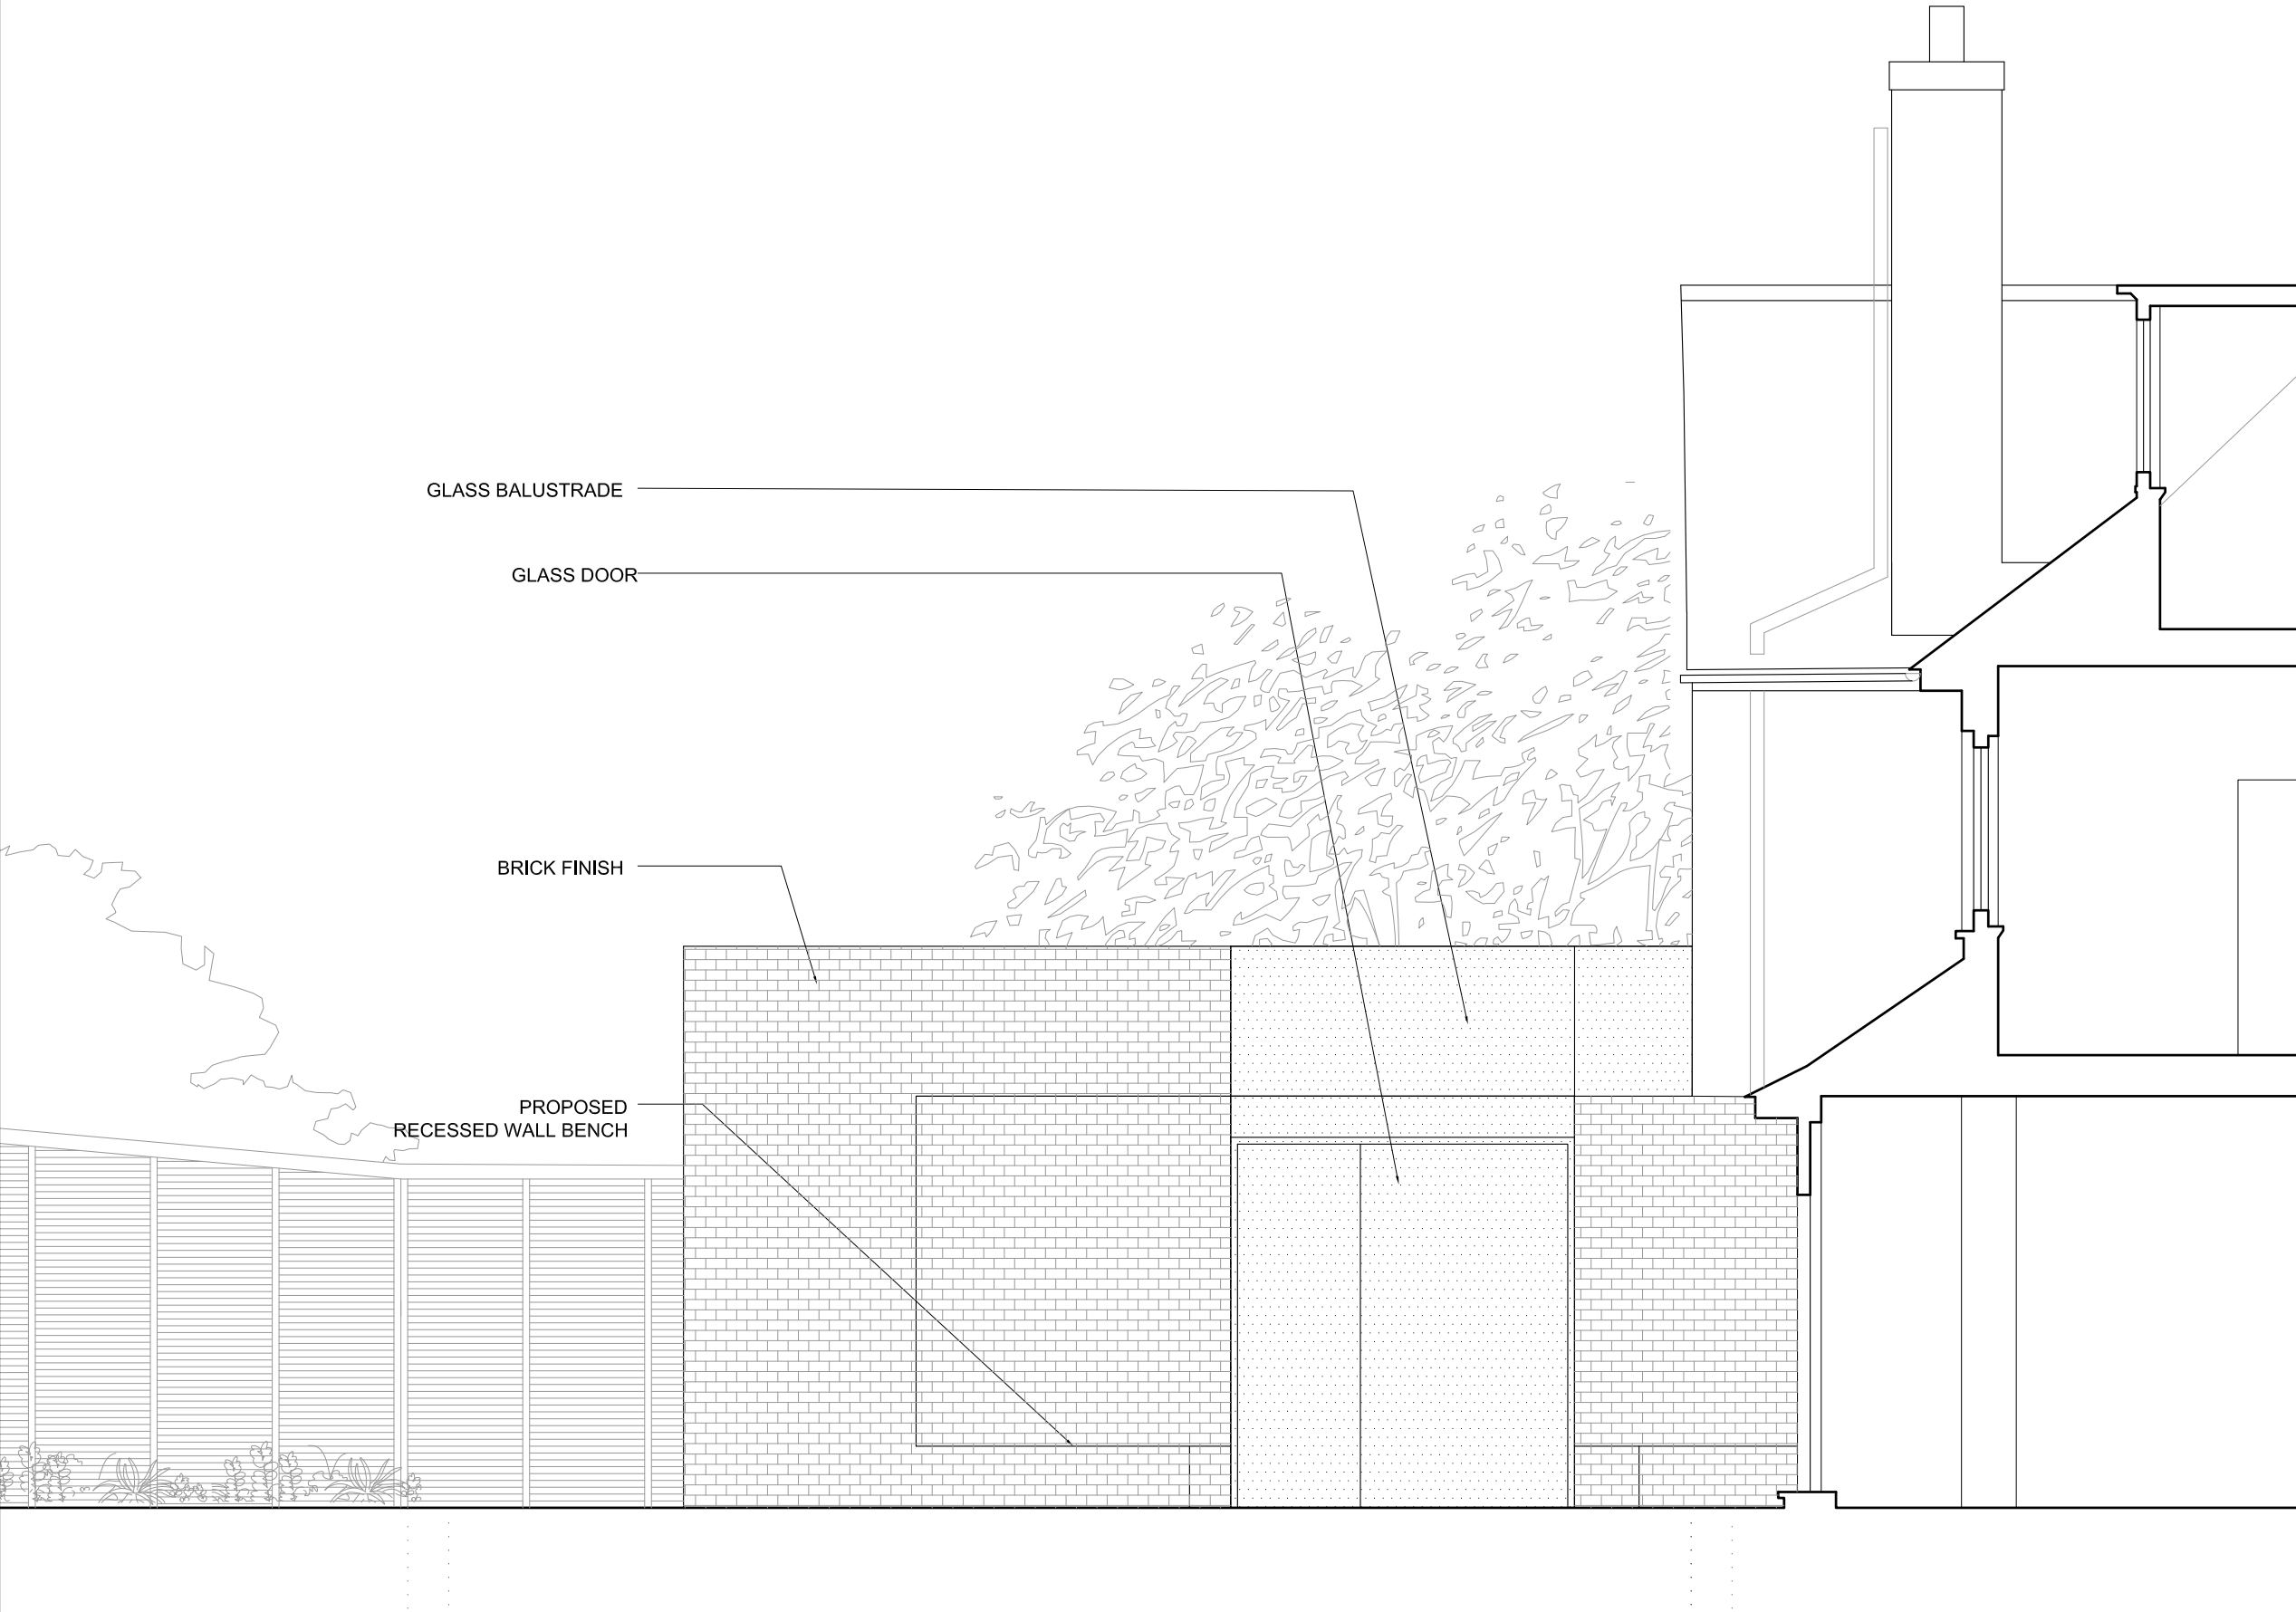 GLASS BALUSTRADE
GLASS DOOR
BRICK FINISH
PROPOSED
RECESSED WALL BENCH